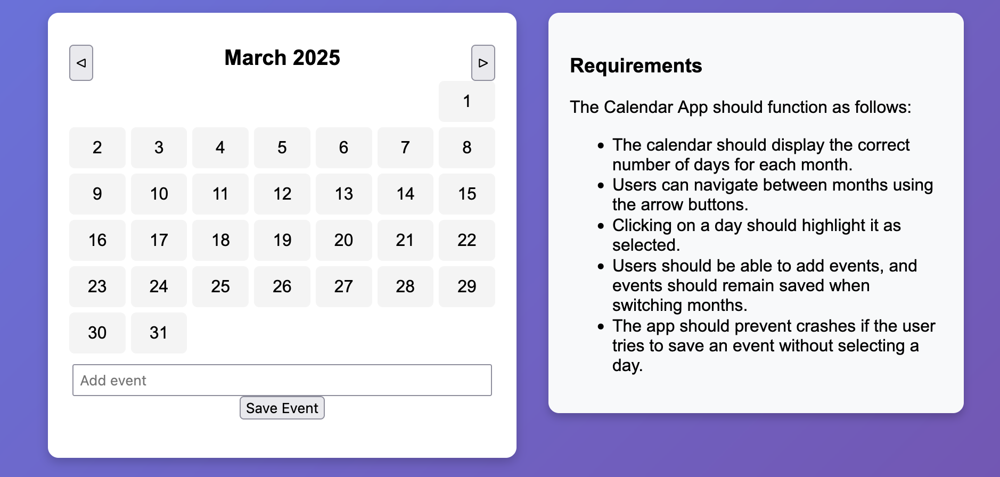 ◁ March 2025 ▷
1
2 3 4 5 6 7 8
9 10 11 12 13 14 15
16 17 18 19 20 21 22
23 24 25 26 27 28 29
30 31
Add event
Save Event
Requirements
The Calendar App should function as follows:
• The calendar should display the correct
number of days for each month.
• Users can navigate between months using
the arrow buttons.
• Clicking on a day should highlight it as
selected.
• Users should be able to add events, and
events should remain saved when
switching months.
• The app should prevent crashes if the user
tries to save an event without selecting a
day.